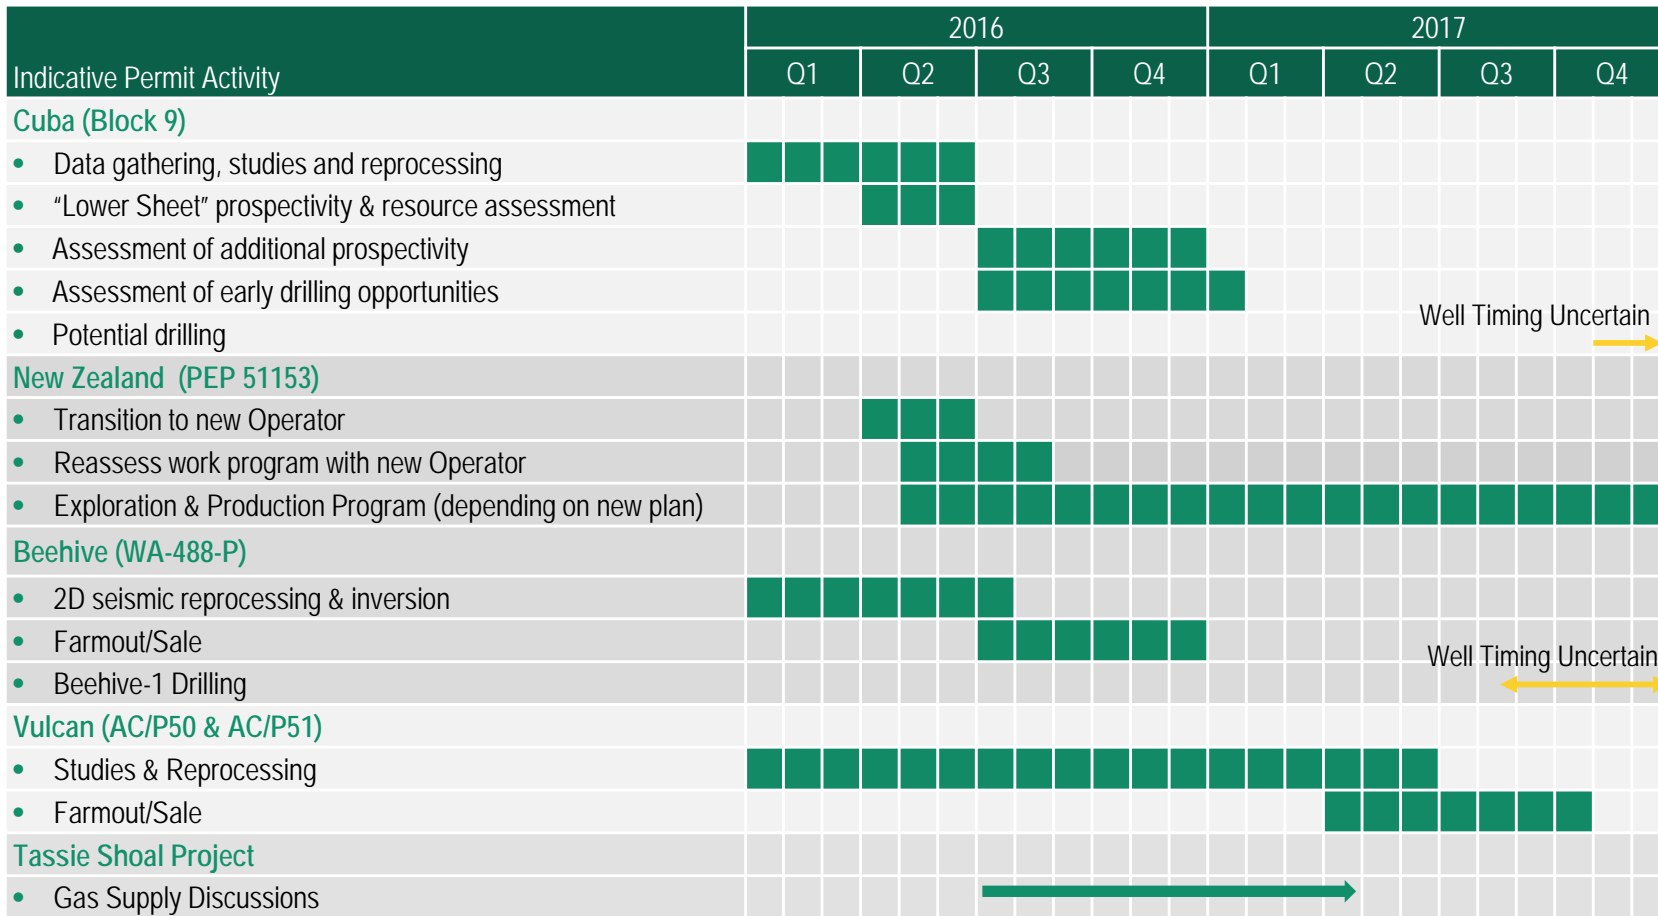 2016 2017
Indicative Permit Activity Q1 Q2 Q3 Q4 Q1 Q2 Q3 Q4
Cuba (Block 9)
• Data gathering, studies and reprocessing
• “Lower Sheet” prospectivity & resource assessment
• Assessment of additional prospectivity
• Assessment of early drilling opportunities
Well Timing Uncertain
• Potential drilling
New Zealand (PEP 51153)
• Transition to new Operator
• Reassess work program with new Operator
• Exploration & Production Program (depending on new plan)
Beehive (WA-488-P)
• 2D seismic reprocessing & inversion
• Farmout/Sale
Well Timing Uncertain
• Beehive-1 Drilling
Vulcan (AC/P50 & AC/P51)
• Studies & Reprocessing
• Farmout/Sale
Tassie Shoal Project
• Gas Supply Discussions